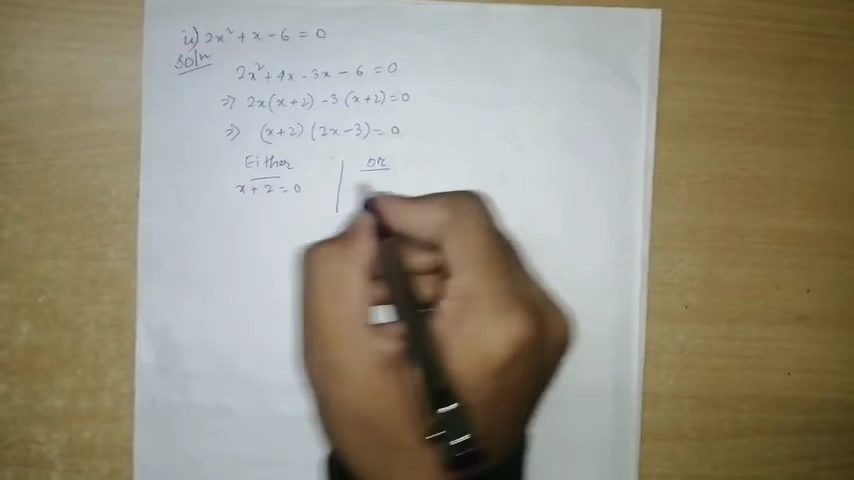 ii) 2x² + x - 6 = 0
Soln
2x² + 4x - 3x - 6 = 0
⇒ 2x(x+2) - 3(x+2) = 0
⇒ (x+2) (2x-3) = 0
Either | or
x + 2 = 0